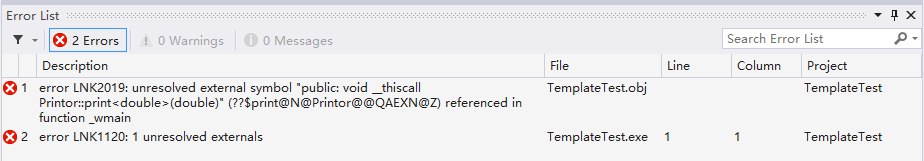 Error List
2 Errors 0 Warnings 0 Messages Search Error List
Description File Line Column Project
1 error LNK2019: unresolved external symbol "public: void __thiscall TemplateTest.obj TemplateTest
Printor::print<double>(double)" (??$print@N@Printor@@QAEXN@Z) referenced in
function _wmain
2 error LNK1120: 1 unresolved externals TemplateTest.exe 1 1 TemplateTest